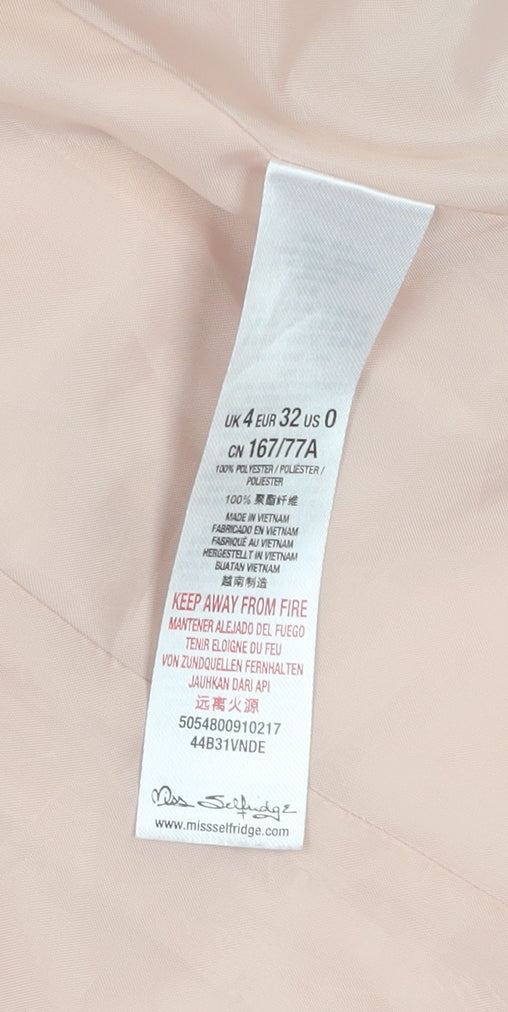 UK 4 EUR 32 US 0
CN 167/77A
100% POLYESTER / POLIÉSTER /
POLIESTER
100% 聚酯纤维
MADE IN VIETNAM
FABRICADO EN VIETNAM
FABRIQUÉ AU VIETNAM
HERGESTELLT IN VIETNAM
BUATAN VIETNAM
越南制造
KEEP AWAY FROM FIRE
MANTENER ALEJADO DEL FUEGO
TENIR ELOIGNE DU FEU
VON ZUNDQUELLEN FERNHALTEN
JAUHKAN DARI API
远离火源
5054800910217
44B31VNDE
Miss Selfridge
www.missselfridge.com